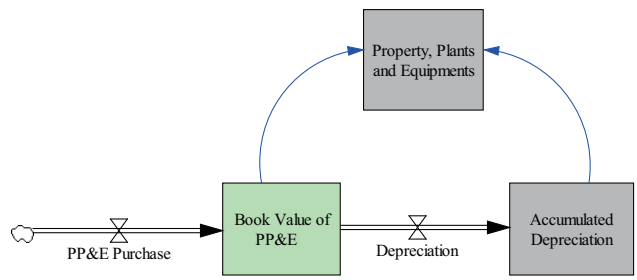 Property, Plants
and Equipments
Book Value of
PP&E
Accumulated
Depreciation
PP&E Purchase
Depreciation